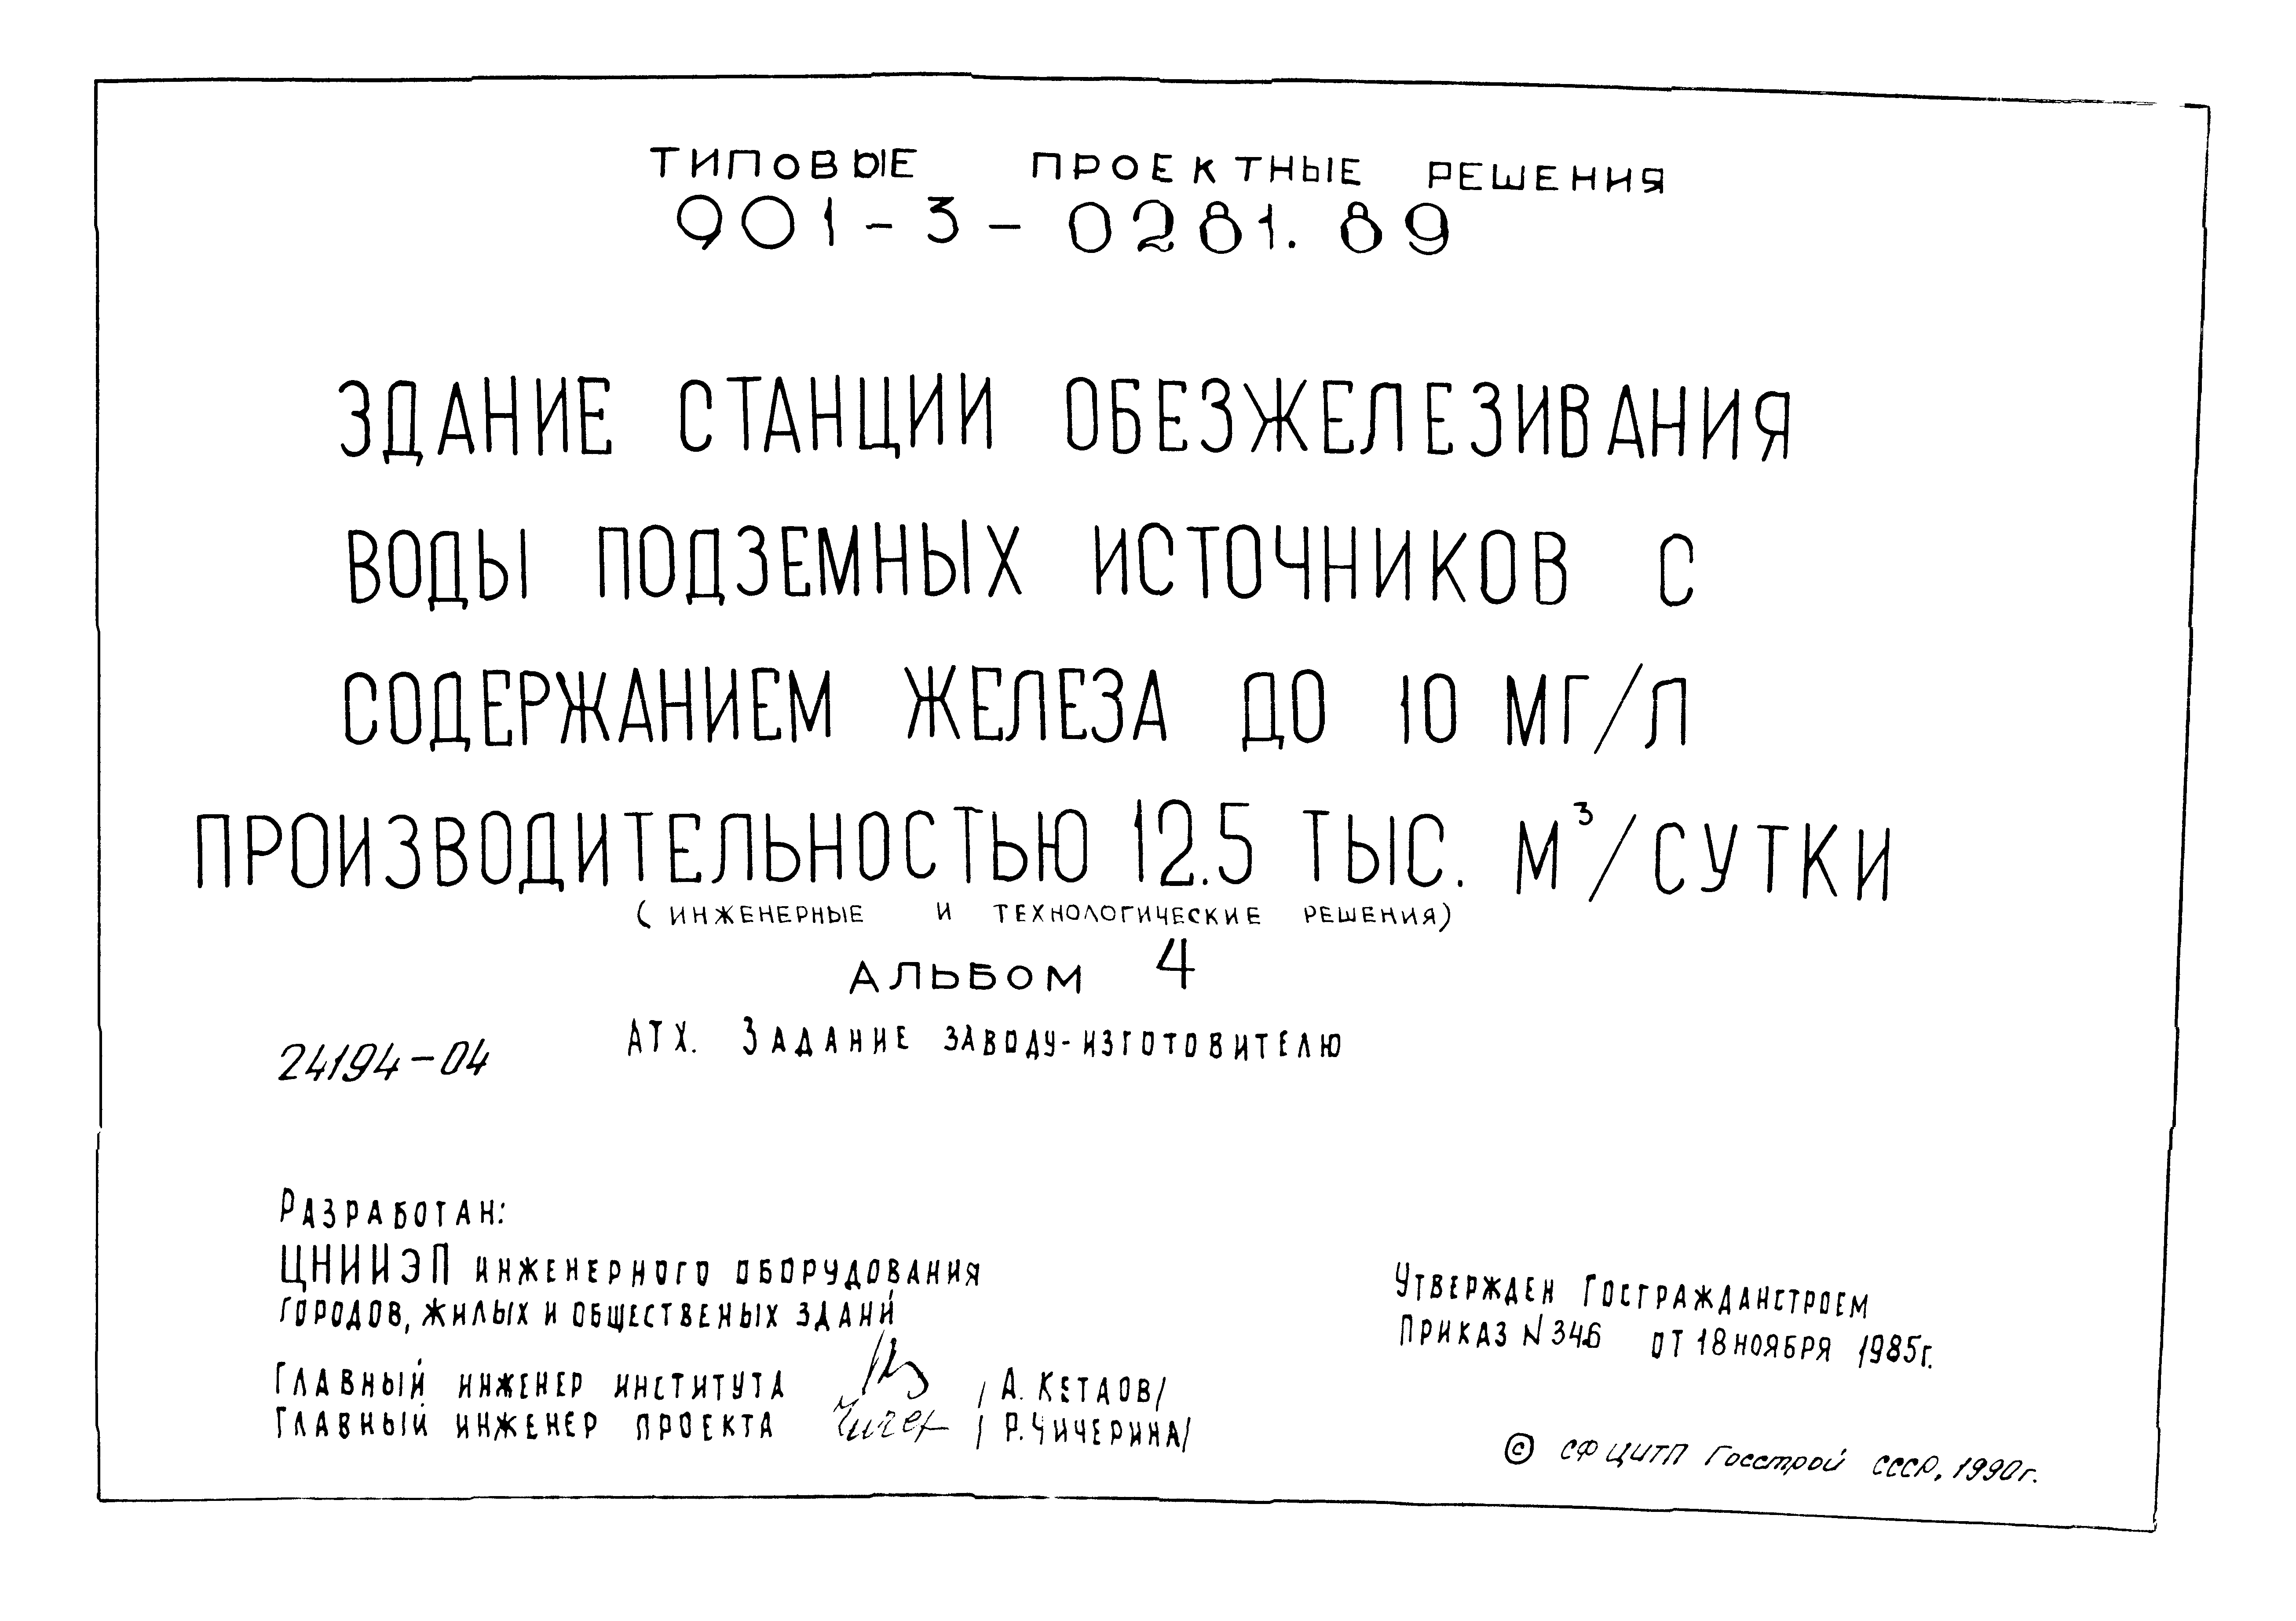 ТИПОВЫЕ ПРОЕКТНЫЕ РЕШЕНИЯ
901-3-0281.89
ЗДАНИЕ СТАНЦИИ ОБЕЗЖЕЛЕЗИВАНИЯ
ВОДЫ ПОДЗЕМНЫХ ИСТОЧНИКОВ С
СОДЕРЖАНИЕМ ЖЕЛЕЗА ДО 10 МГ/Л
ПРОИЗВОДИТЕЛЬНОСТЬЮ 12.5 ТЫС. М³/СУТКИ
(ИНЖЕНЕРНЫЕ И ТЕХНОЛОГИЧЕСКИЕ РЕШЕНИЯ)
АЛЬБОМ 4
АТХ. ЗАДАНИЕ ЗАВОДУ-ИЗГОТОВИТЕЛЮ
24194-04
РАЗРАБОТАН:
ЦНИИЭП ИНЖЕНЕРНОГО ОБОРУДОВАНИЯ
ГОРОДОВ, ЖИЛЫХ И ОБЩЕСТВЕНЫХ ЗДАНИЙ
ГЛАВНЫЙ ИНЖЕНЕР ИНСТИТУТА /А. КЕТАОВ/
ГЛАВНЫЙ ИНЖЕНЕР ПРОЕКТА Чичер /Р. ЧИЧЕРИНА/
УТВЕРЖДЕН ГОСГРАЖДАНСТРОЕМ
ПРИКАЗ N 346 ОТ 18 НОЯБРЯ 1985г.
© СФ ЦИТП Госстрой СССР, 1990г.